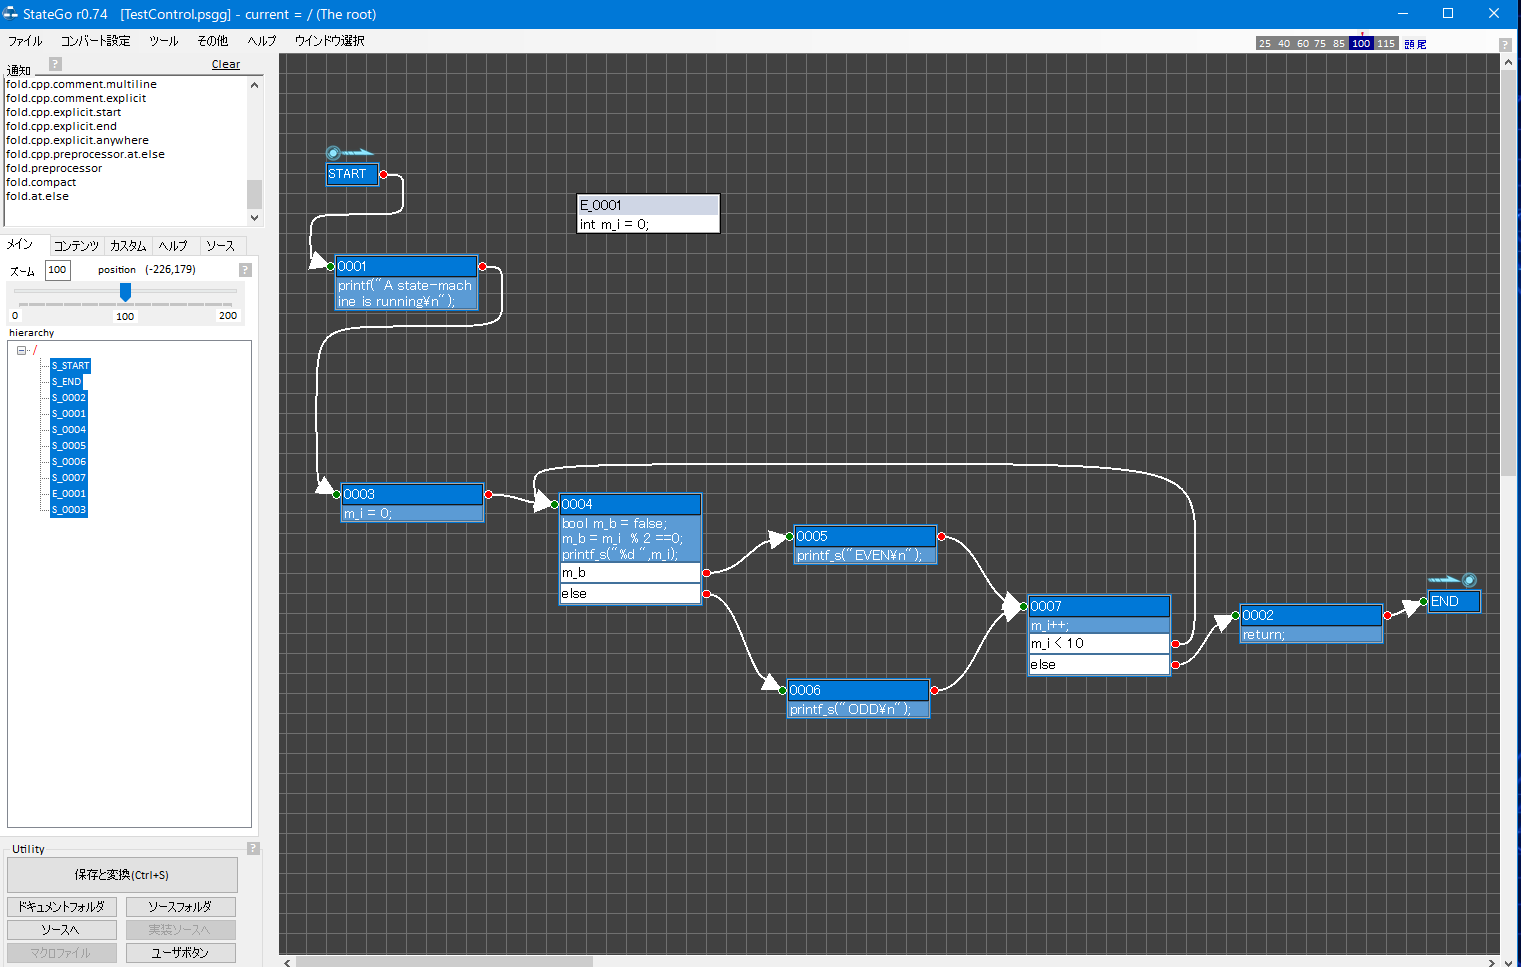 StateGo r0.74 [TestControl.psgg] - current = / (The root)
ファイル コンバート設定 ツール その他 ヘルプ ウインドウ選択
25 40 60 75 85 100 115 頭 尾 ?
通知 ? Clear
fold.cpp.comment.multiline
fold.cpp.comment.explicit
fold.cpp.explicit.start
fold.cpp.explicit.end
fold.cpp.explicit.anywhere
fold.cpp.preprocessor.at.else
fold.preprocessor
fold.compact
fold.at.else
メイン コンテンツ カスタム ヘルプ ソース
ズーム 100 position (-226,179) ?
0 100 200
hierarchy
/
S_START
S_END
S_0002
S_0001
S_0004
S_0005
S_0006
S_0007
E_0001
S_0003
Utility ?
保存と変換(Ctrl+S)
ドキュメントフォルダ ソースフォルダ
ソースへ 実装ソースへ
マクロファイル ユーザボタン
START
E_0001
int m_i = 0;
0001
printf("A state-mach
ine is running¥n");
0003
m_i = 0;
0004
bool m_b = false;
m_b = m_i % 2 ==0;
printf_s("%d ",m_i);
m_b
else
0005
printf_s("EVEN¥n");
0006
printf_s("ODD¥n");
0007
m_i++;
m_i < 10
else
0002
return;
END